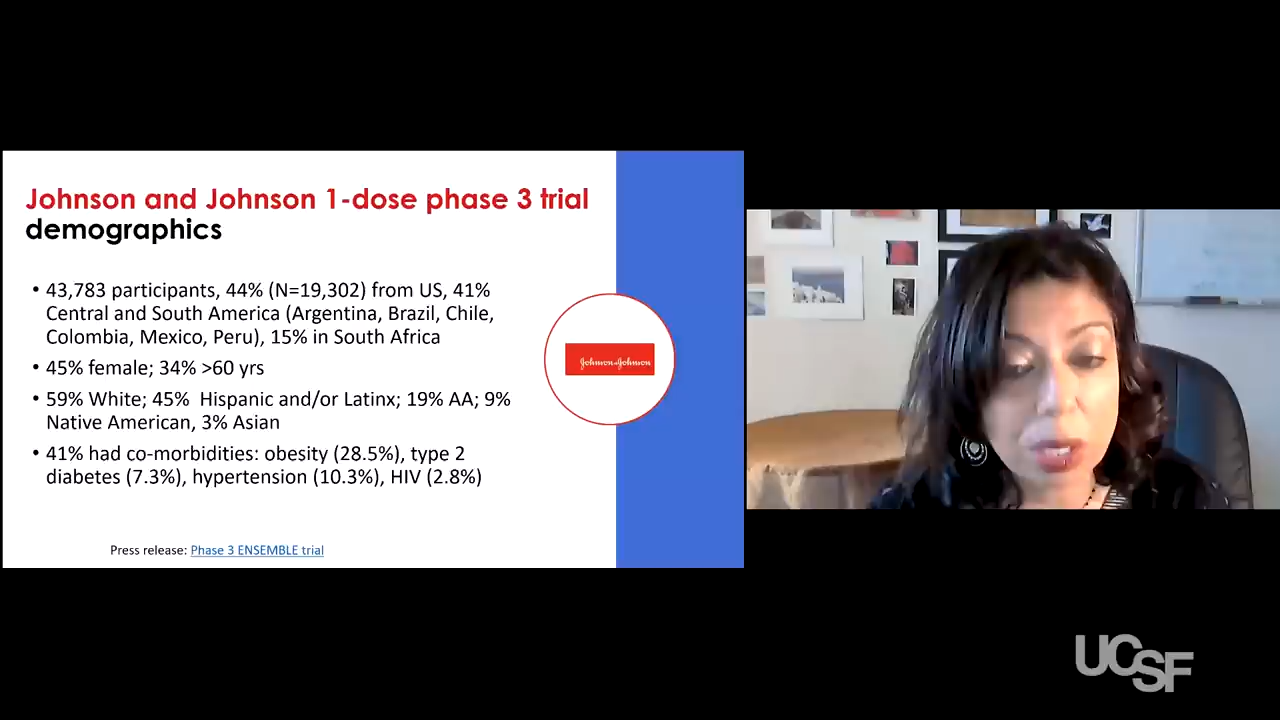 Johnson and Johnson 1-dose phase 3 trial
demographics
• 43,783 participants, 44% (N=19,302) from US, 41%
Central and South America (Argentina, Brazil, Chile,
Colombia, Mexico, Peru), 15% in South Africa
• 45% female; 34% >60 yrs
• 59% White; 45%  Hispanic and/or Latinx; 19% AA; 9%
Native American, 3% Asian
• 41% had co-morbidities: obesity (28.5%), type 2
diabetes (7.3%), hypertension (10.3%), HIV (2.8%)
Johnson&Johnson
Press release: Phase 3 ENSEMBLE trial
UCSF